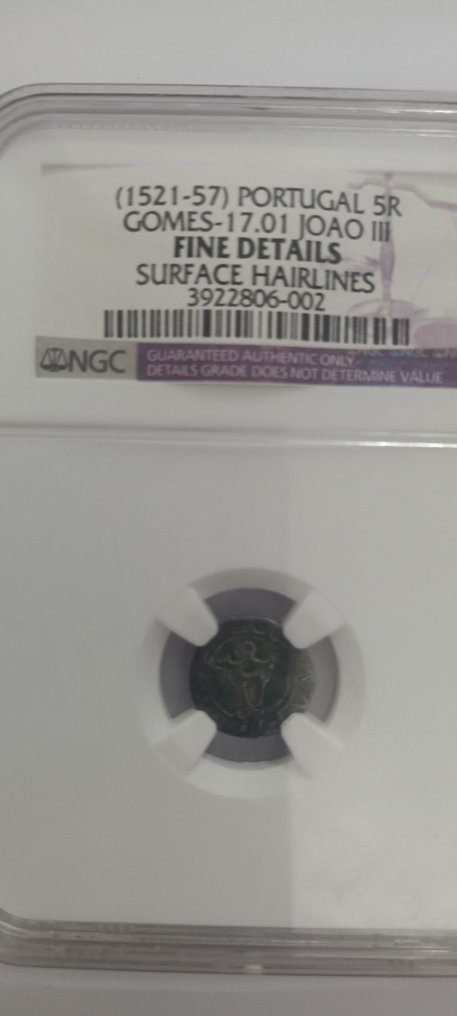 (1521-57) PORTUGAL 5R
GOMES-17.01 JOAO III
FINE DETAILS
SURFACE HAIRLINES
3922806-002
NGC
GUARANTEED AUTHENTIC ONLY
DETAILS GRADE DOES NOT DETERMINE VALUE